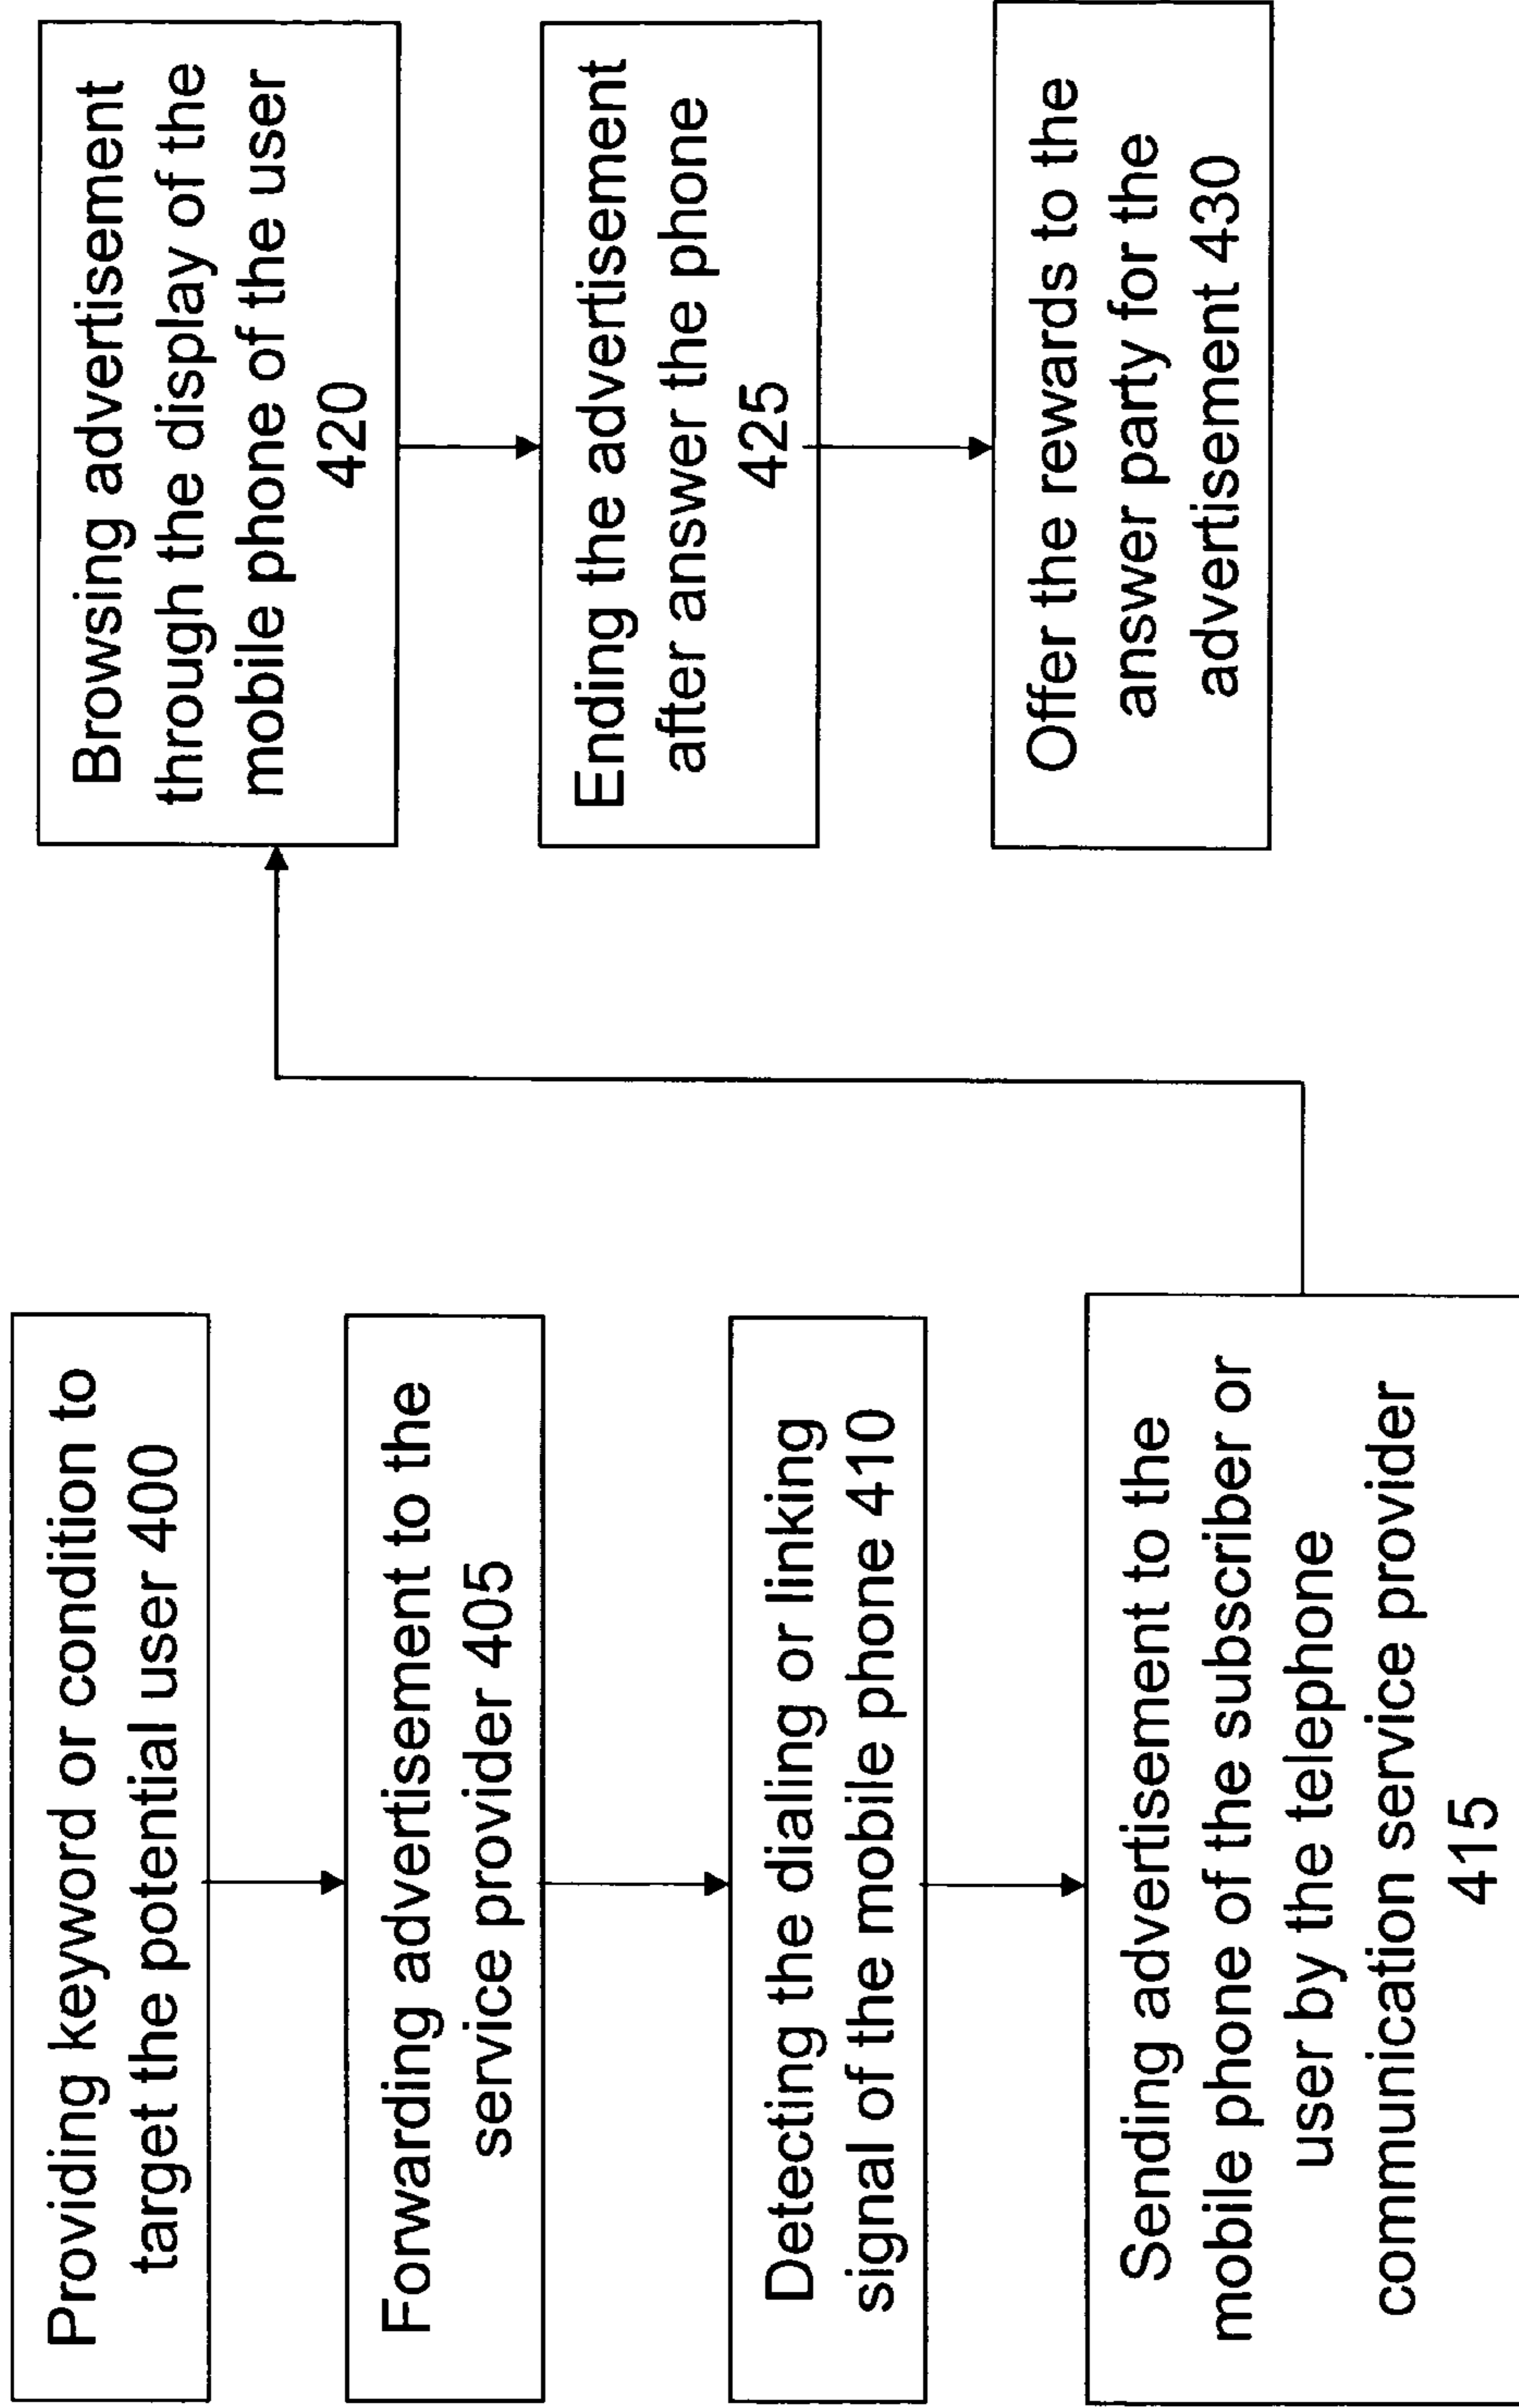 Providing keyword or condition to
target the potential user 400
Forwarding advertisement to the
service provider 405
Detecting the dialing or linking
signal of the mobile phone 410
Sending advertisement to the
mobile phone of the subscriber or
user by the telephone
communication service provider
415
Browsing advertisement
through the display of the
mobile phone of the user
420
Ending the advertisement
after answer the phone
425
Offer the rewards to the
answer party for the
advertisement 430